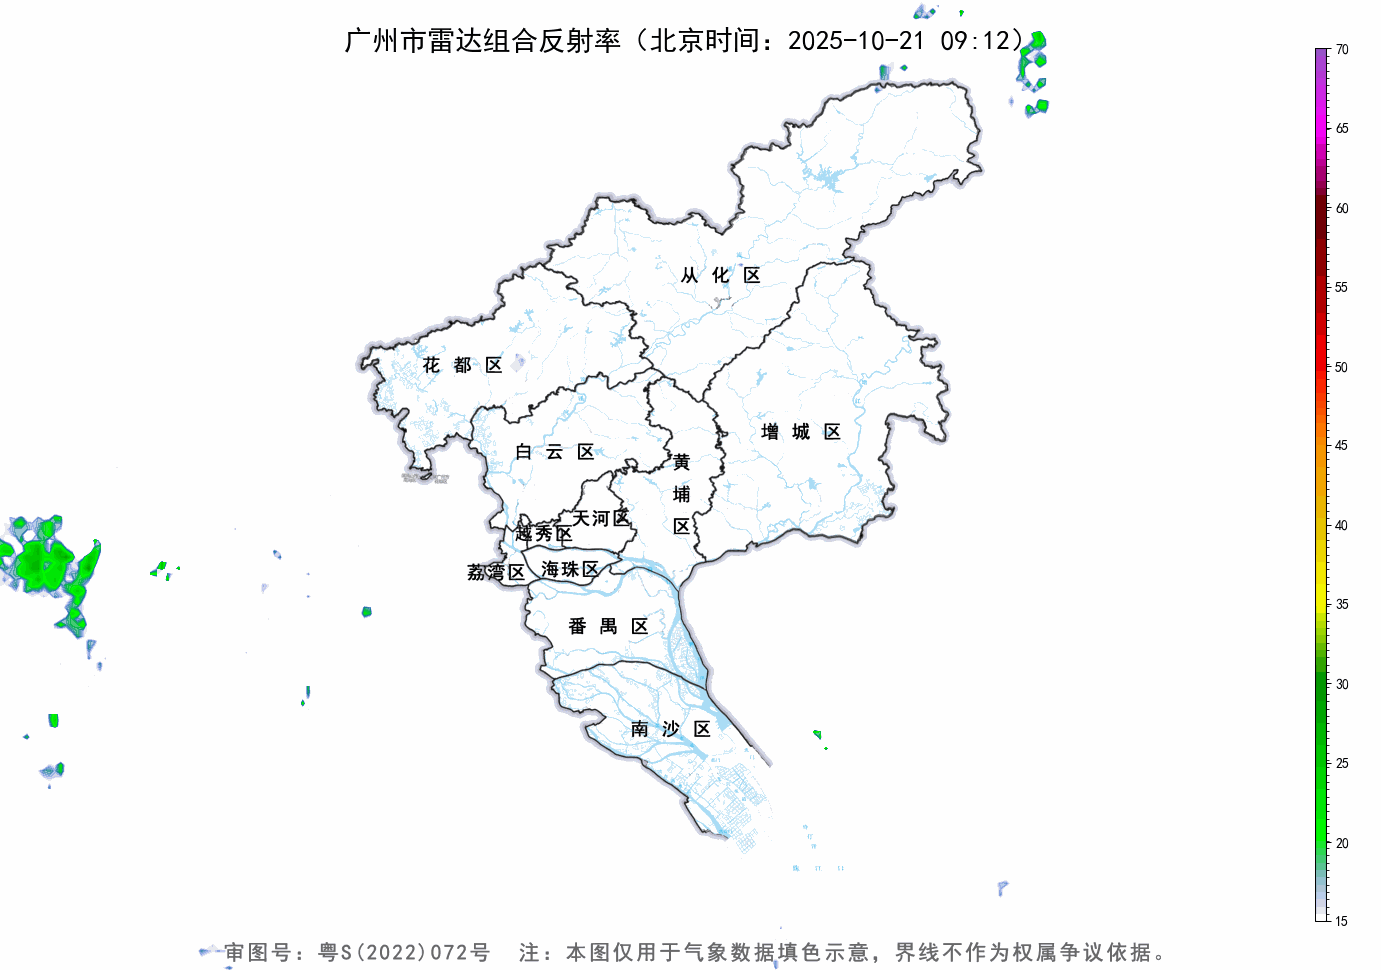 广州市雷达组合反射率（北京时间：2025-10-21 09:12）
70
65
60
55
50
45
40
35
30
25
20
15
从化区
花都区
增城区
白云区
黄埔区
天河区
越秀区
荔湾区
海珠区
番禺区
南沙区
审图号：粤S(2022)072号 注：本图仅用于气象数据填色示意，界线不作为权属争议依据。